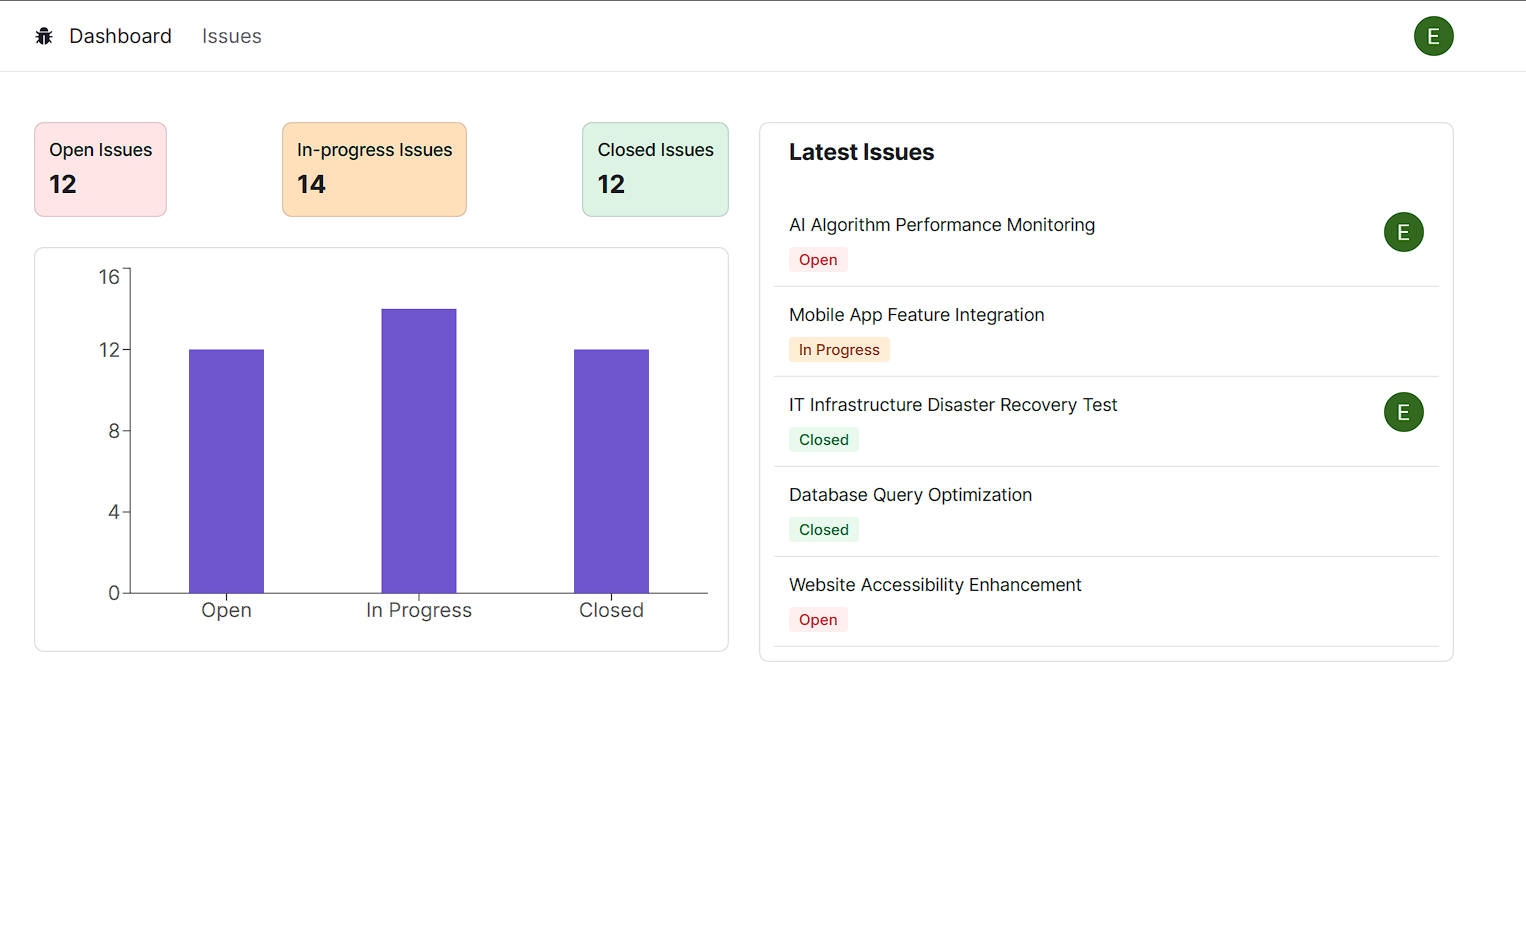 Dashboard Issues E
Open Issues
12
In-progress Issues
14
Closed Issues
12
16
12
8
4
0
Open In Progress Closed
Latest Issues
AI Algorithm Performance Monitoring
Open
E
Mobile App Feature Integration
In Progress
IT Infrastructure Disaster Recovery Test
Closed
E
Database Query Optimization
Closed
Website Accessibility Enhancement
Open